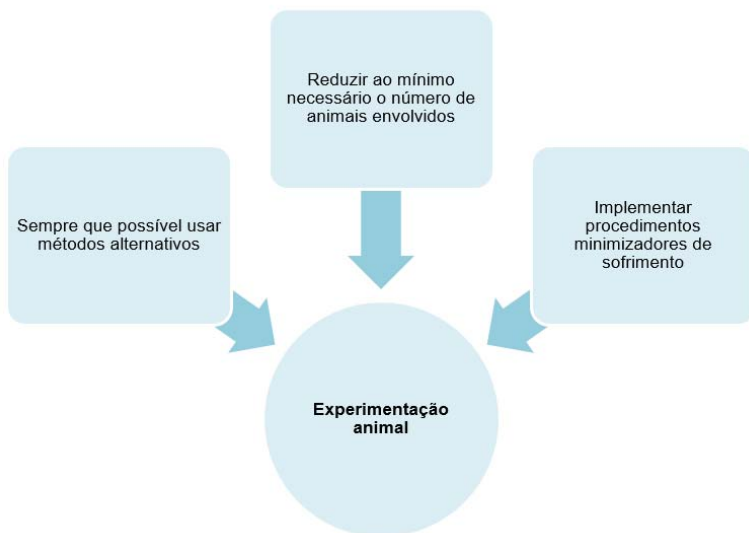 Reduzir ao mínimo
necessário o número de
animais envolvidos
Sempre que possível usar
métodos alternativos
Implementar
procedimentos
minimizadores de
sofrimento
Experimentação
animal